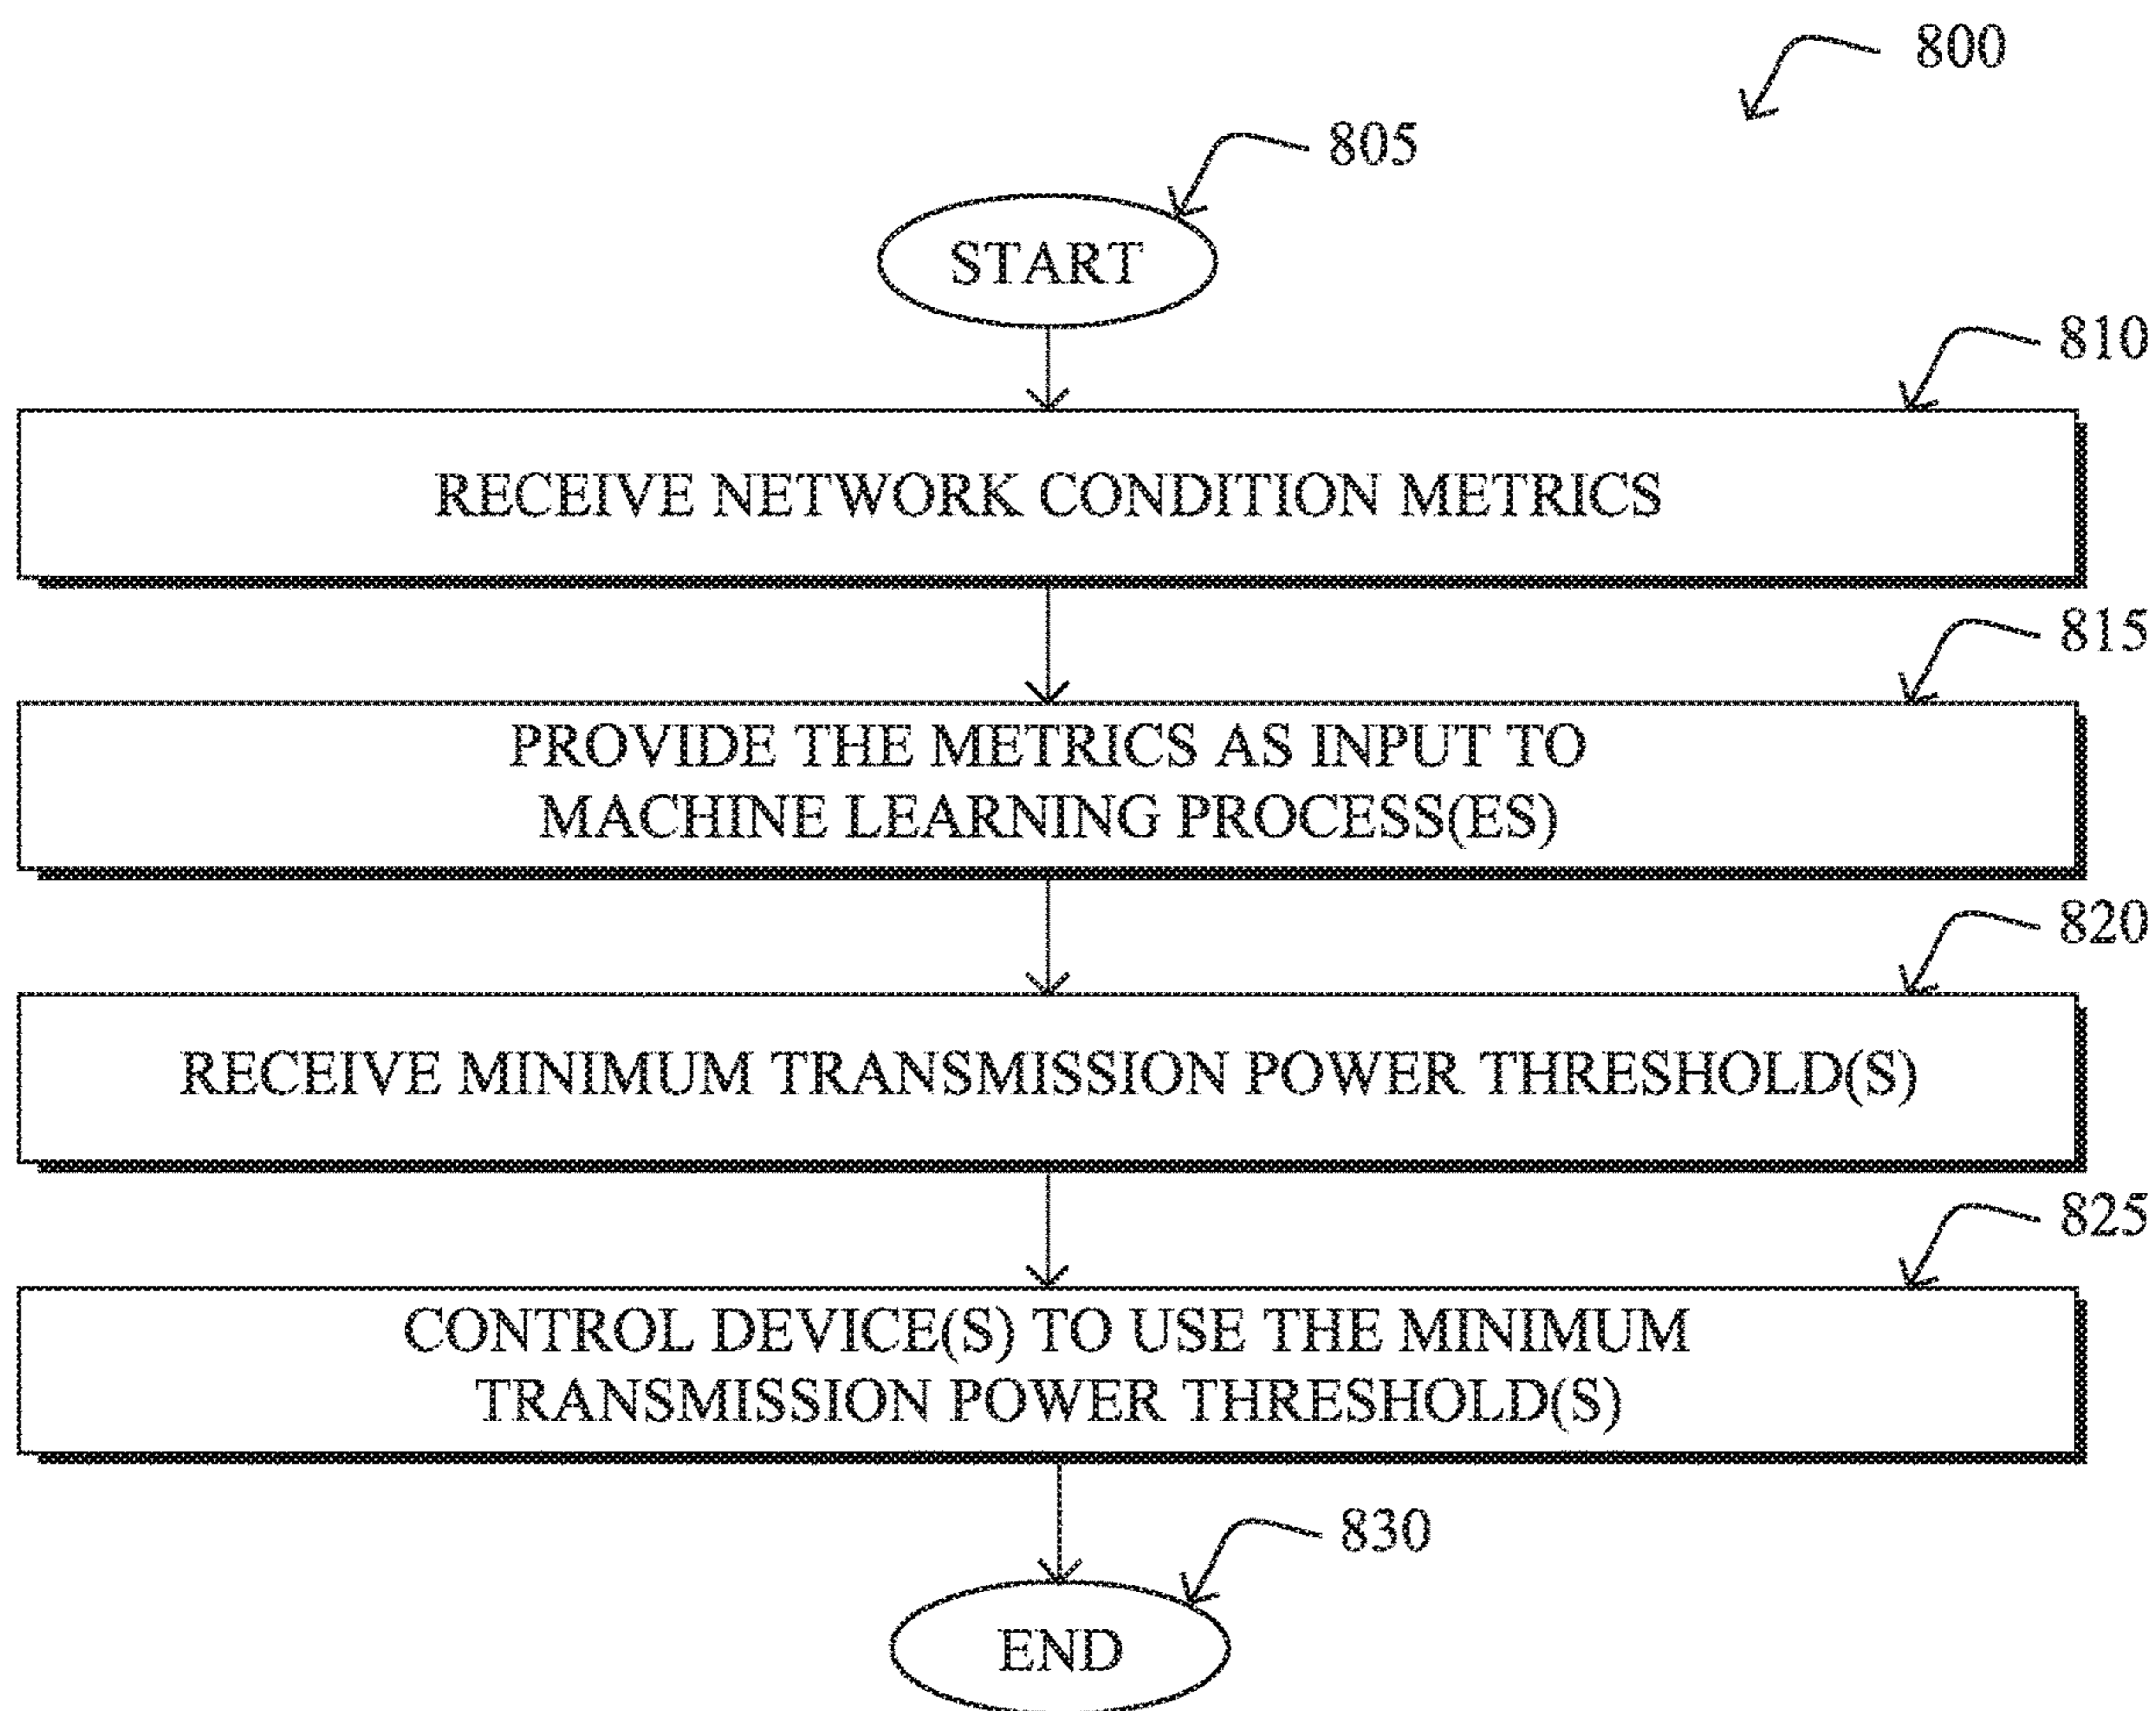 800
805
START
810
RECEIVE NETWORK CONDITION METRICS
815
PROVIDE THE METRICS AS INPUT TO
MACHINE LEARNING PROCESS(ES)
820
RECEIVE MINIMUM TRANSMISSION POWER THRESHOLD(S)
825
CONTROL DEVICE(S) TO USE THE MINIMUM
TRANSMISSION POWER THRESHOLD(S)
830
END